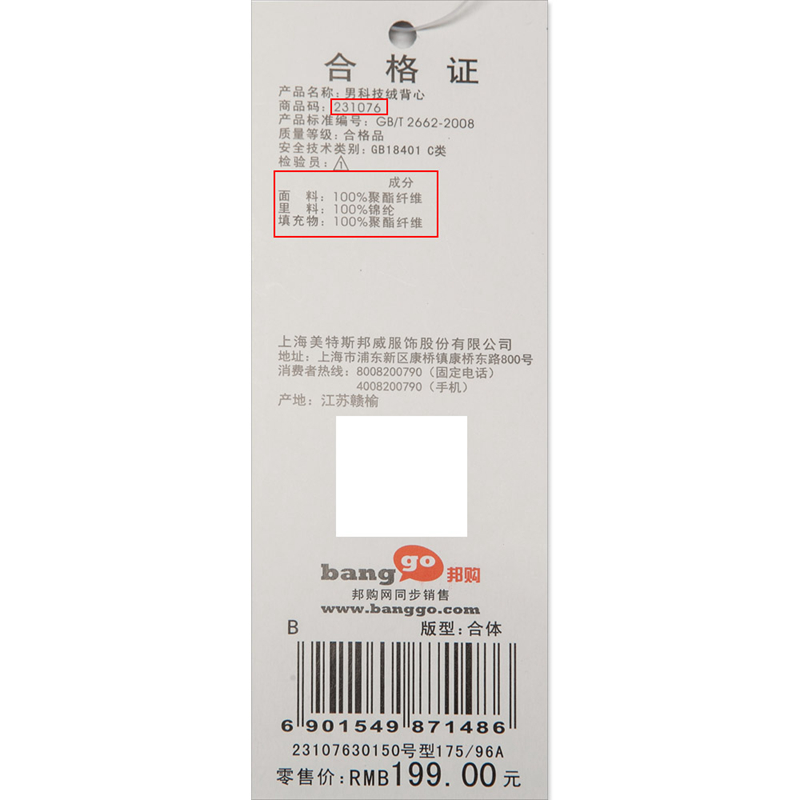 合格证
产品名称：男科技绒背心
商品码：231076
产品标准编号：GB/T 2662-2008
质量等级：合格品
安全技术类别：GB18401 C类
检验员：1
成分
面 料：100%聚酯纤维
里 料：100%锦纶
填充物：100%聚酯纤维
上海美特斯邦威服饰股份有限公司
地址：上海市浦东新区康桥镇康桥东路800号
消费者热线：8008200790（固定电话）
4008200790（手机）
产地：江苏赣榆
banggo邦购
邦购网同步销售
www.banggo.com
B 版型：合体
6 901549 871486
23107630150号型175/96A
零售价：RMB199.00元